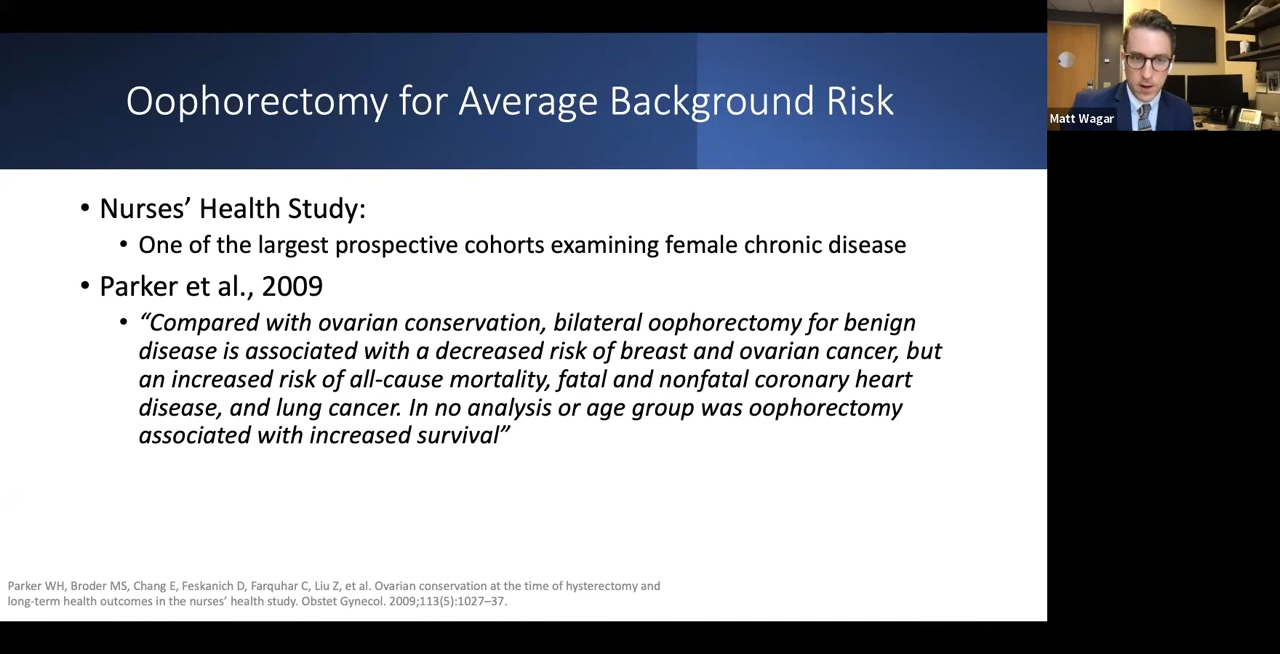 Oophorectomy for Average Background Risk
Matt Wagar
• Nurses’ Health Study:
• One of the largest prospective cohorts examining female chronic disease
• Parker et al., 2009
• “Compared with ovarian conservation, bilateral oophorectomy for benign
disease is associated with a decreased risk of breast and ovarian cancer, but
an increased risk of all-cause mortality, fatal and nonfatal coronary heart
disease, and lung cancer. In no analysis or age group was oophorectomy
associated with increased survival”
Parker WH, Broder MS, Chang E, Feskanich D, Farquhar C, Liu Z, et al. Ovarian conservation at the time of hysterectomy and
long-term health outcomes in the nurses’ health study. Obstet Gynecol. 2009;113(5):1027–37.